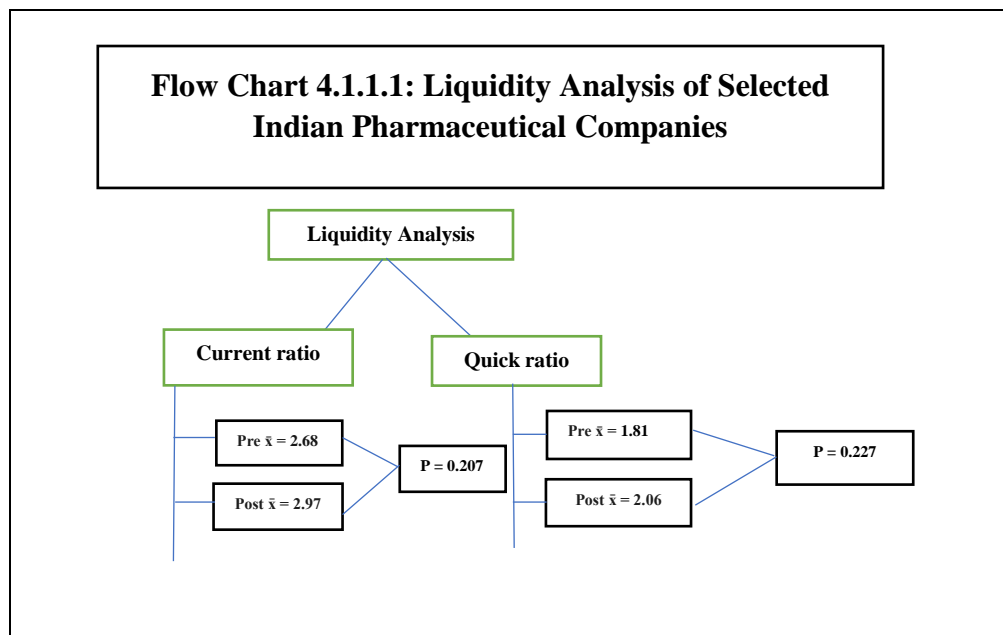 Flow Chart 4.1.1.1: Liquidity Analysis of Selected
Indian Pharmaceutical Companies
Liquidity Analysis
Current ratio
Quick ratio
Pre x̄ = 2.68
Post x̄ = 2.97
P = 0.207
Pre x̄ = 1.81
Post x̄ = 2.06
P = 0.227